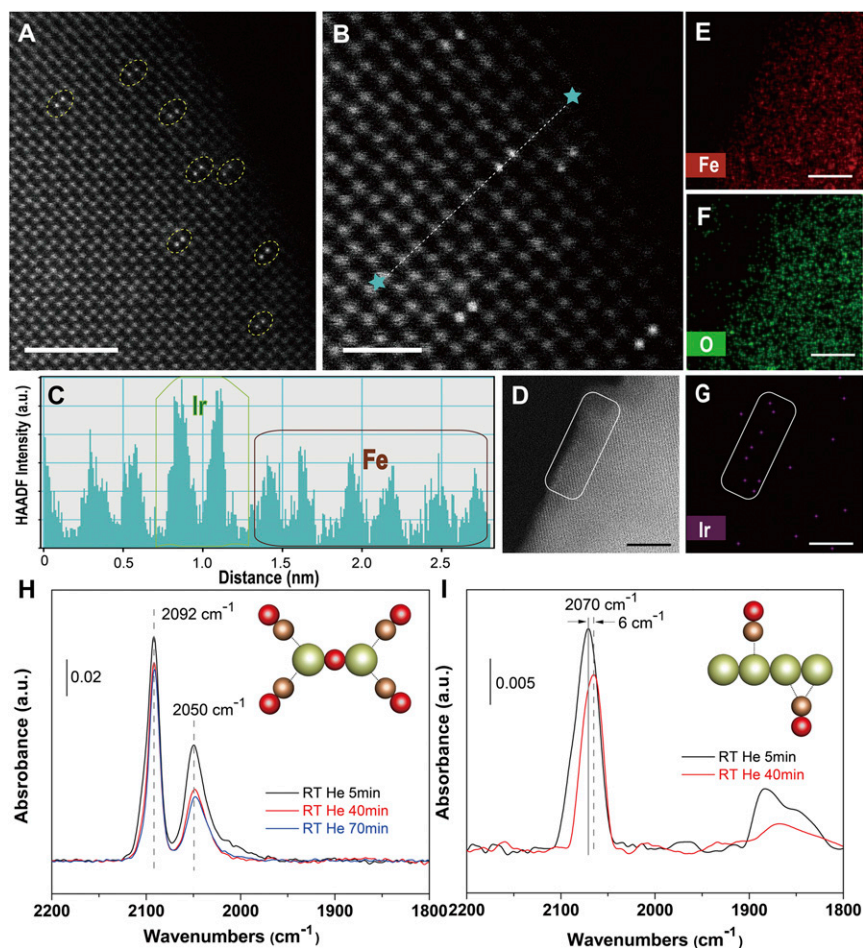 A
B
E
Fe
F
O
C
HAADF Intensity (a.u.)
Ir
Fe
0
0.5
1.0
1.5
2.0
2.5
Distance (nm)
D
G
Ir
H
2092 cm-1
0.02
2050 cm-1
RT He 5min
RT He 40min
RT He 70min
Absrobance (a.u.)
2200
2100
2000
1900
1800
Wavenumbers (cm-1)
I
2070 cm-1
6 cm-1
0.005
RT He 5min
RT He 40min
Absorbance (a.u.)
2200
2100
2000
1900
1800
Wavenumbers (cm-1)